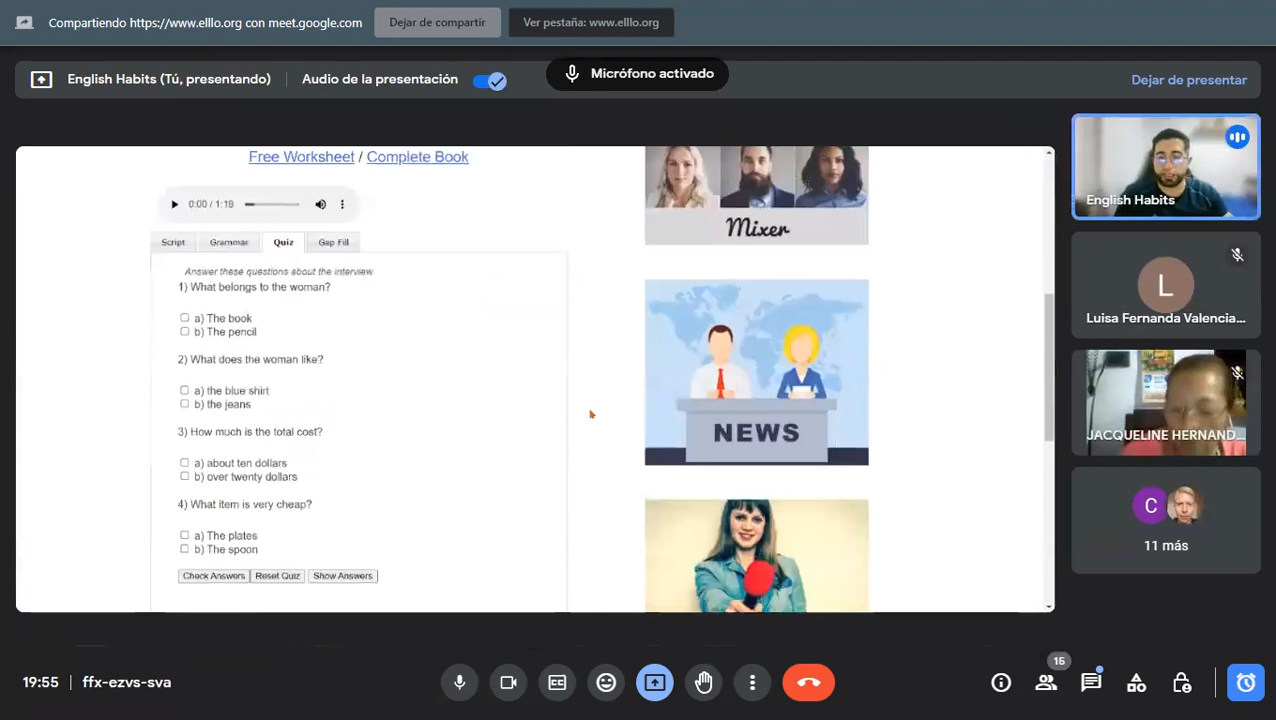 Compartiendo https://www.elllo.org con meet.google.com
Dejar de compartir
Ver pestaña: www.elllo.org
English Habits (Tú, presentando)
Audio de la presentación
Micrófono activado
Dejar de presentar
Free Worksheet / Complete Book
0:00 / 1:19
Script
Grammar
Quiz
Gap Fill
Answer these questions about the interview.
1) What belongs to the woman?
a) The book
b) The pencil
2) What does the woman like?
a) the blue shirt
b) the jeans
3) How much is the total cost?
a) about ten dollars
b) over twenty dollars
4) What item is very cheap?
a) The plates
b) The spoon
Check Answers
Reset Quiz
Show Answers
Mixer
NEWS
English Habits
L
Luisa Fernanda Valencia...
JACQUELINE HERNAND...
C
11 más
19:55
ffx-ezvs-sva
15